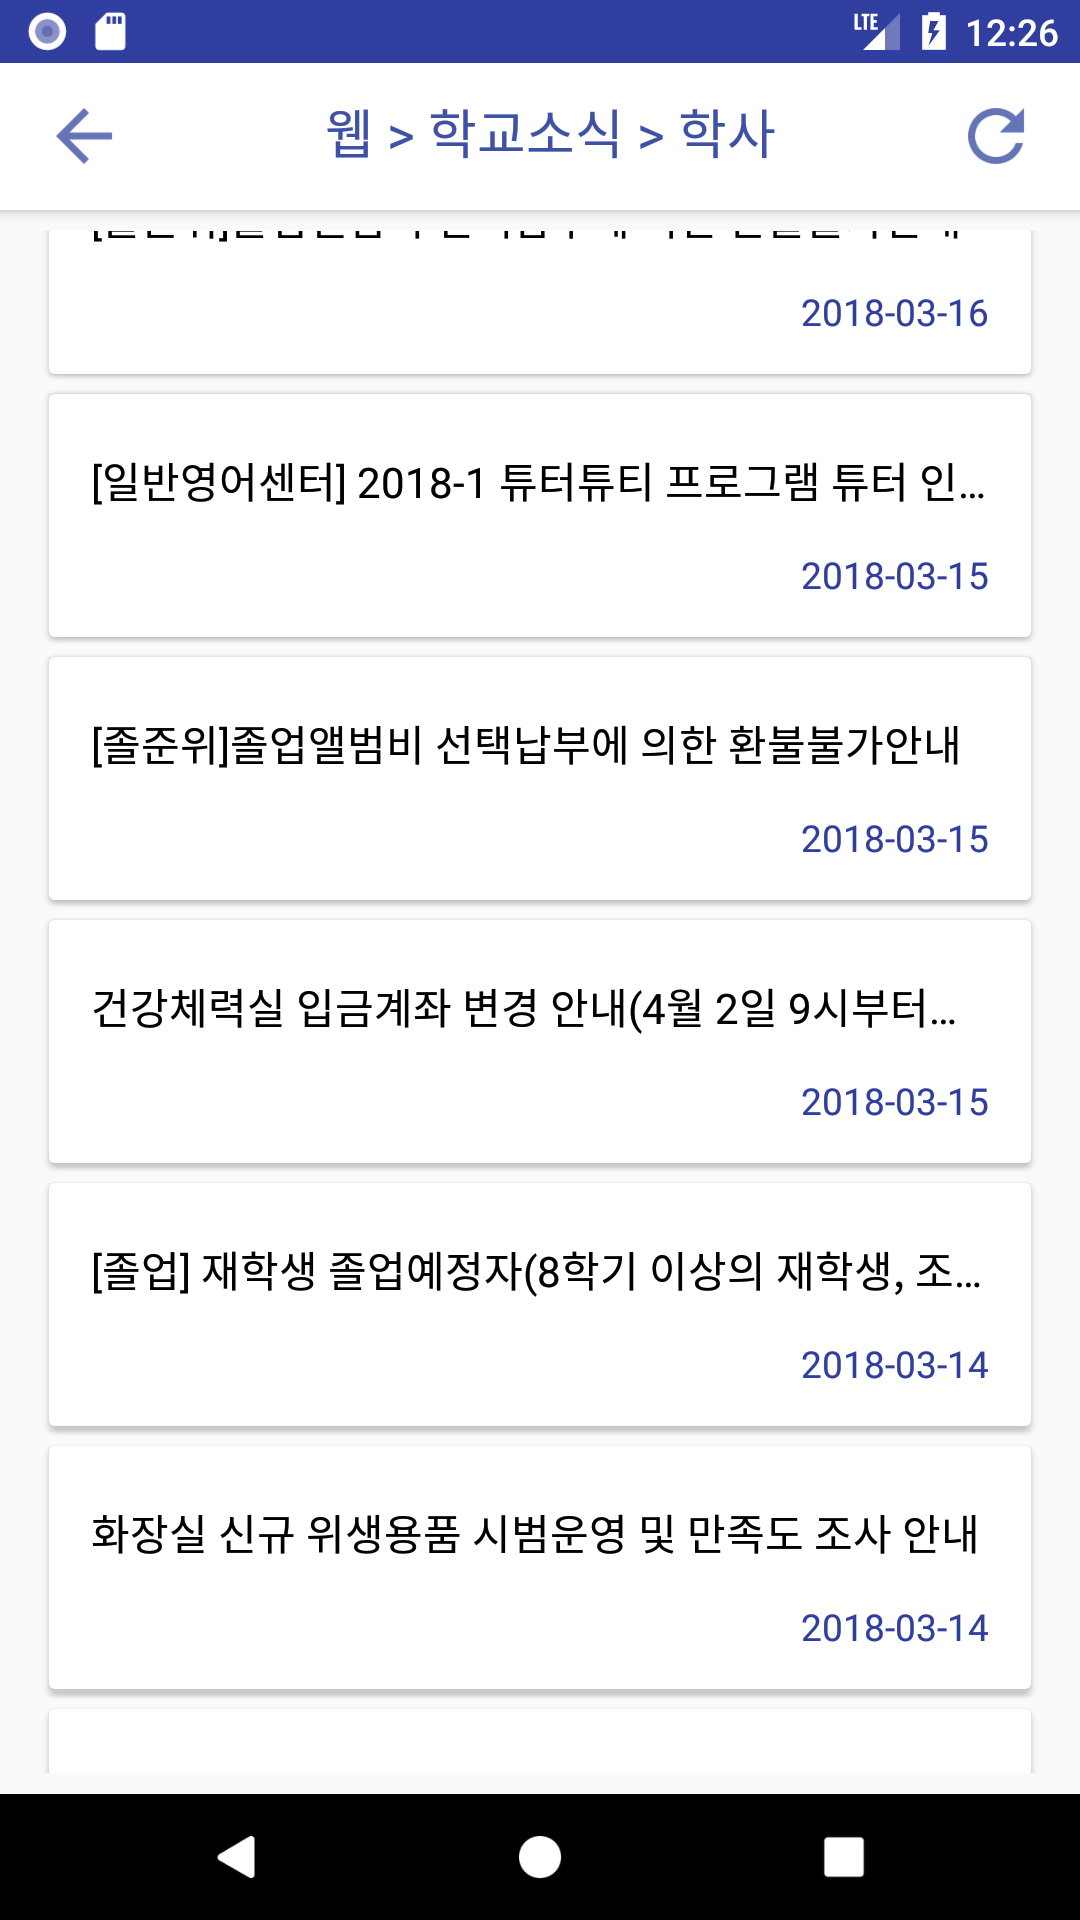 LTE 12:26
웹 > 학교소식 > 학사
2018-03-16
[일반영어센터] 2018-1 튜터튜티 프로그램 튜터 인...
2018-03-15
[졸준위]졸업앨범비 선택납부에 의한 환불불가안내
2018-03-15
건강체력실 입금계좌 변경 안내(4월 2일 9시부터...
2018-03-15
[졸업] 재학생 졸업예정자(8학기 이상의 재학생, 조...
2018-03-14
화장실 신규 위생용품 시범운영 및 만족도 조사 안내
2018-03-14